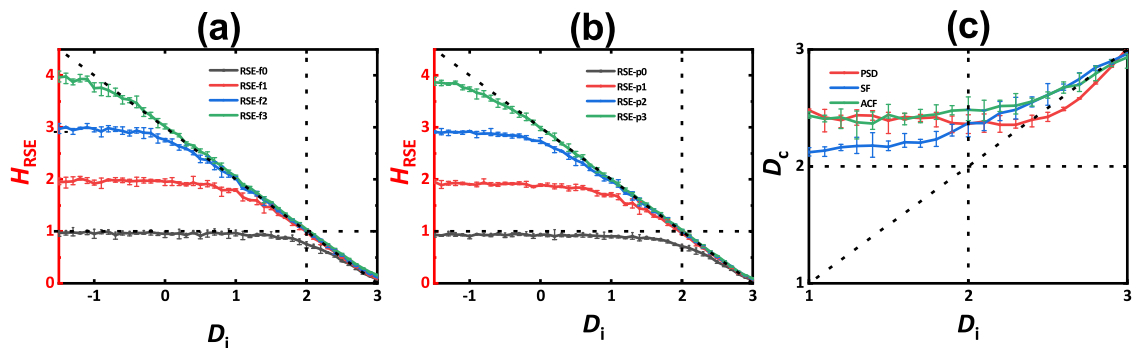 (a)
4
3
2
1
0
H_RSE
-1 0 1 2 3
D_i
RSE-f0
RSE-f1
RSE-f2
RSE-f3
(b)
4
3
2
1
0
H_RSE
-1 0 1 2 3
D_i
RSE-p0
RSE-p1
RSE-p2
RSE-p3
(c)
3
2
1
D_c
1 2 3
D_i
PSD
SF
ACF